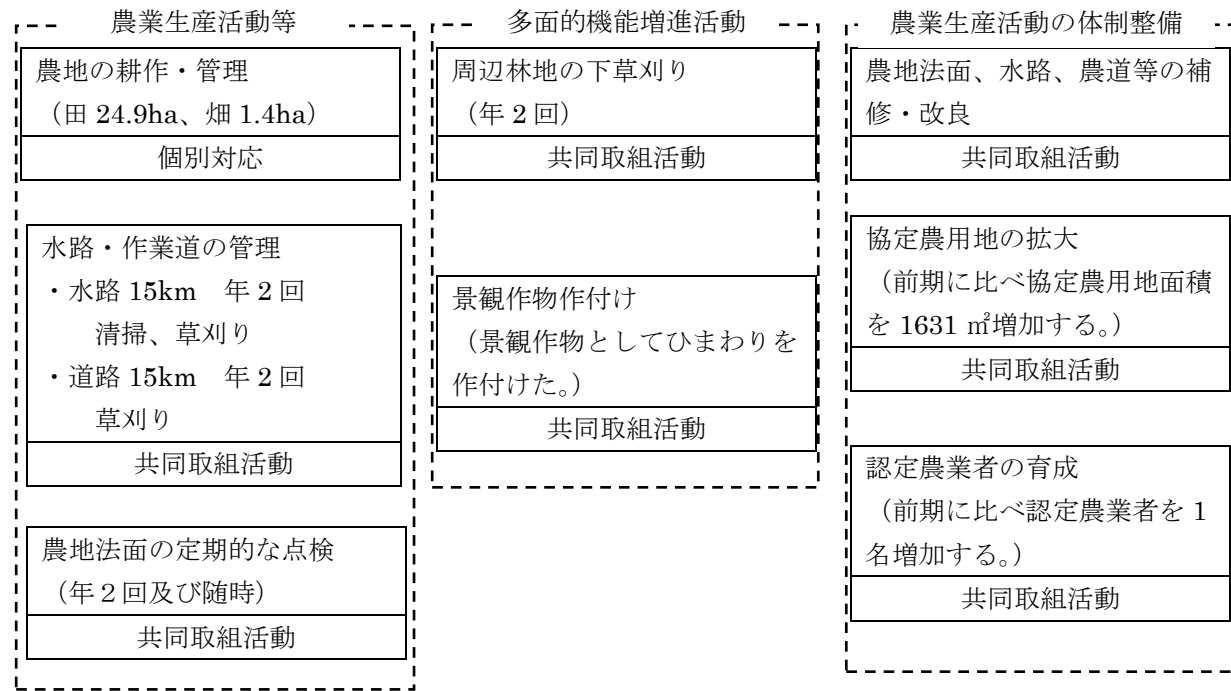 農業生産活動等
農地の耕作・管理
（田 24.9ha、畑 1.4ha）
個別対応
水路・作業道の管理
・水路 15km　年 2 回
清掃、草刈り
・道路 15km　年 2 回
草刈り
共同取組活動
農地法面の定期的な点検
（年２回及び随時）
共同取組活動
多面的機能増進活動
周辺林地の下草刈り
（年 2 回）
共同取組活動
景観作物作付け
（景観作物としてひまわりを
作付けた。）
共同取組活動
農業生産活動の体制整備
農地法面、水路、農道等の補
修・改良
共同取組活動
協定農用地の拡大
（前期に比べ協定農用地面積
を 1631 ㎡増加する。）
共同取組活動
認定農業者の育成
（前期に比べ認定農業者を 1
名増加する。）
共同取組活動